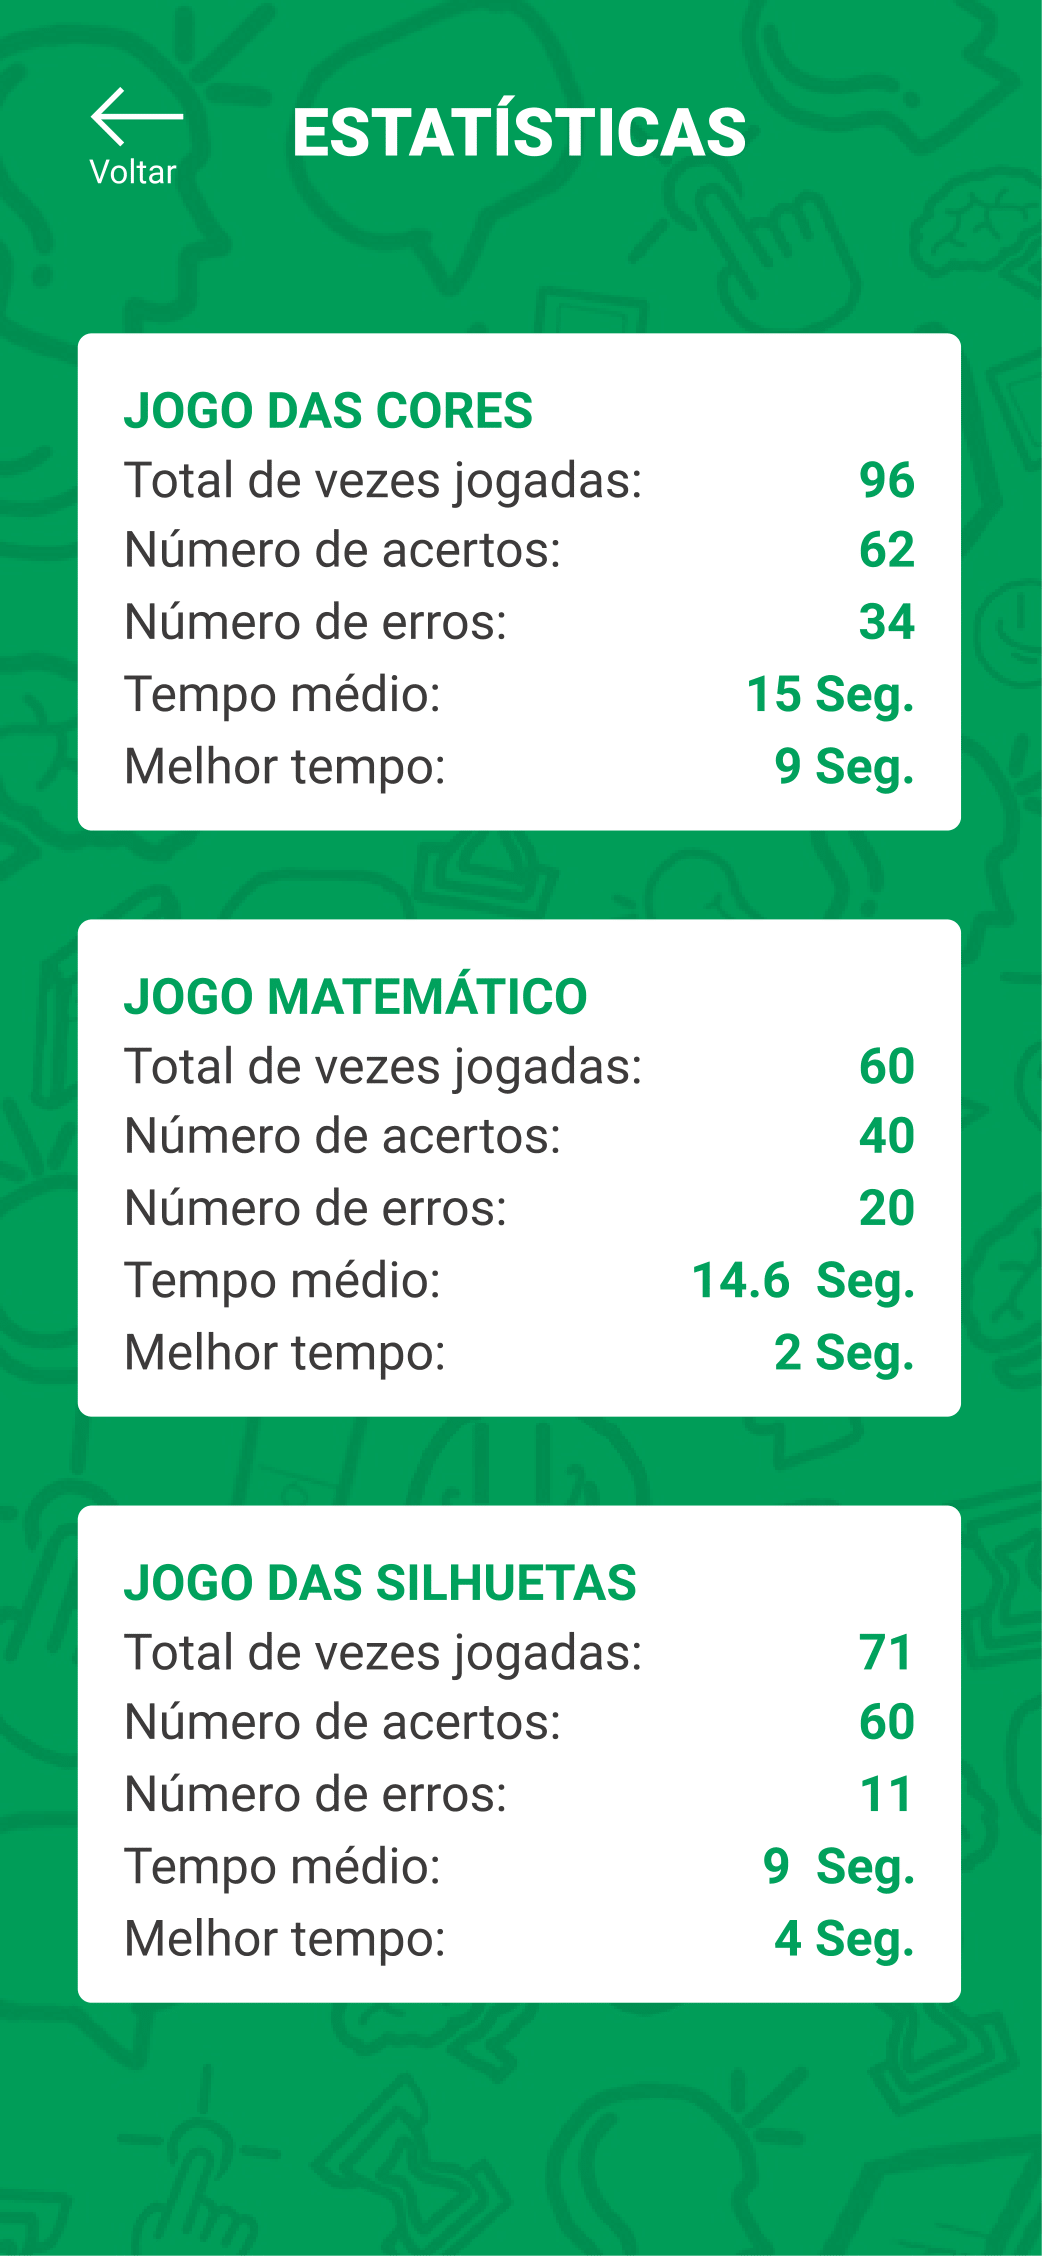 ESTATÍSTICAS
Voltar
JOGO DAS CORES
Total de vezes jogadas: 96
Número de acertos: 62
Número de erros: 34
Tempo médio: 15 Seg.
Melhor tempo: 9 Seg.
JOGO MATEMÁTICO
Total de vezes jogadas: 60
Número de acertos: 40
Número de erros: 20
Tempo médio: 14.6 Seg.
Melhor tempo: 2 Seg.
JOGO DAS SILHUETAS
Total de vezes jogadas: 71
Número de acertos: 60
Número de erros: 11
Tempo médio: 9 Seg.
Melhor tempo: 4 Seg.